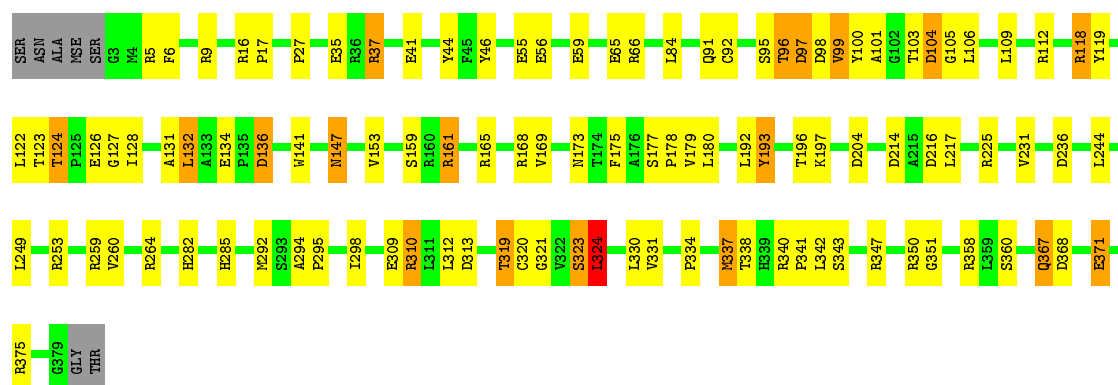 SER ASN ALA MSE SER G3 M4 R5 F6 R9 R16 P17 P27 E35 R36 R37 E41 Y44 F45 Y46 E55 E56 E59 E65 R66 L84 Q91 C92 S95 T96 D97 D98 V99 Y100 A101 G102 T103 D104 G105 L106 L109 R112 R118 Y119
L122 T123 T124 P125 E126 G127 I128 A131 L132 A133 E134 P135 D136 W141 N147 V153 S159 R160 R161 R165 R168 V169 N173 T174 F175 A176 S177 P178 V179 L180 L192 Y193 T196 K197 D204 D214 A215 D216 L217 R225 V231 D236 L244
L249 R253 R259 V260 R264 H282 H285 M292 S293 A294 P295 I298 E309 R310 L311 L312 D313 T319 C320 G321 V322 S323 L324 L330 V331 P334 M337 T338 H339 R340 P341 L342 S343 R347 R350 G351 R358 L359 S360 Q367 D368 E371
R375 G379 GLY THR